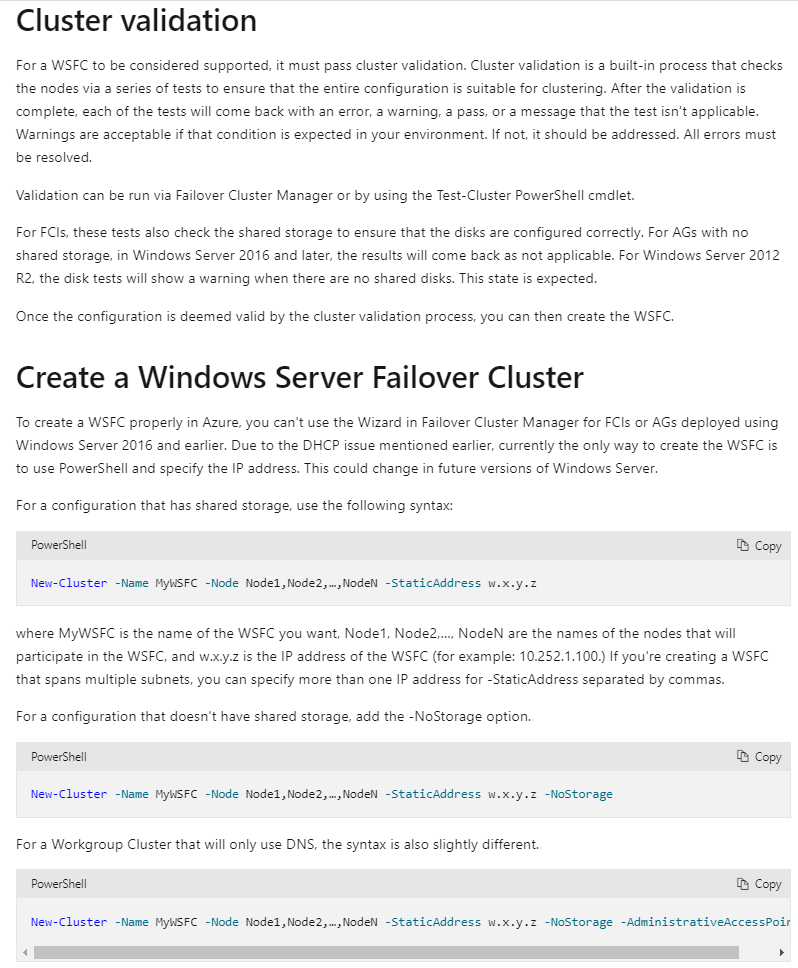 Cluster validation
For a WSFC to be considered supported, it must pass cluster validation. Cluster validation is a built-in process that checks
the nodes via a series of tests to ensure that the entire configuration is suitable for clustering. After the validation is
complete, each of the tests will come back with an error, a warning, a pass, or a message that the test isn't applicable.
Warnings are acceptable if that condition is expected in your environment. If not, it should be addressed. All errors must
be resolved.
Validation can be run via Failover Cluster Manager or by using the Test-Cluster PowerShell cmdlet.
For FCIs, these tests also check the shared storage to ensure that the disks are configured correctly. For AGs with no
shared storage, in Windows Server 2016 and later, the results will come back as not applicable. For Windows Server 2012
R2, the disk tests will show a warning when there are no shared disks. This state is expected.
Once the configuration is deemed valid by the cluster validation process, you can then create the WSFC.
Create a Windows Server Failover Cluster
To create a WSFC properly in Azure, you can't use the Wizard in Failover Cluster Manager for FCIs or AGs deployed using
Windows Server 2016 and earlier. Due to the DHCP issue mentioned earlier, currently the only way to create the WSFC is
to use PowerShell and specify the IP address. This could change in future versions of Windows Server.
For a configuration that has shared storage, use the following syntax:
PowerShell Copy
New-Cluster -Name MyWSFC -Node Node1,Node2,…,NodeN -StaticAddress w.x.y.z
where MyWSFC is the name of the WSFC you want, Node1, Node2,…, NodeN are the names of the nodes that will
participate in the WSFC, and w.x.y.z is the IP address of the WSFC (for example: 10.252.1.100.) If you're creating a WSFC
that spans multiple subnets, you can specify more than one IP address for -StaticAddress separated by commas.
For a configuration that doesn't have shared storage, add the -NoStorage option.
PowerShell Copy
New-Cluster -Name MyWSFC -Node Node1,Node2,…,NodeN -StaticAddress w.x.y.z -NoStorage
For a Workgroup Cluster that will only use DNS, the syntax is also slightly different.
PowerShell Copy
New-Cluster -Name MyWSFC -Node Node1,Node2,…,NodeN -StaticAddress w.x.y.z -NoStorage -AdministrativeAccessPoin